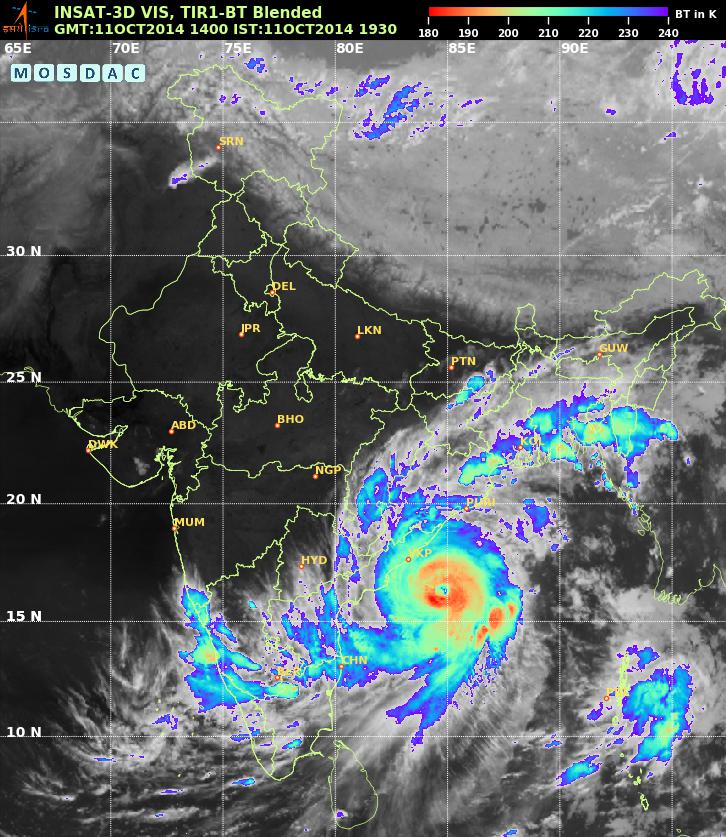 INSAT-3D VIS, TIR1-BT Blended
GMT:11OCT2014 1400 IST:11OCT2014 1930
BT in K
180 190 200 210 220 230 240
65E 70E 75E 80E 85E 90E
MOSDAC
SRN
30 N
DEL
JPR
LKN
GUW
PTN
25 N
BHO
ABD
DWK
KOL
NGP
20 N
PURI
MUM
VKP
HYD
15 N
CHN
10 N